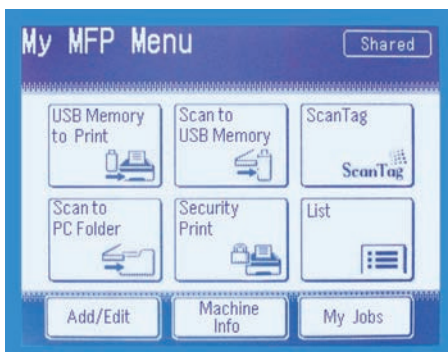 My MFP Menu
Shared
USB Memory
to Print
Scan to
USB Memory
ScanTag
ScanTag
Scan to
PC Folder
Security
Print
List
Add/Edit
Machine
Info
My Jobs